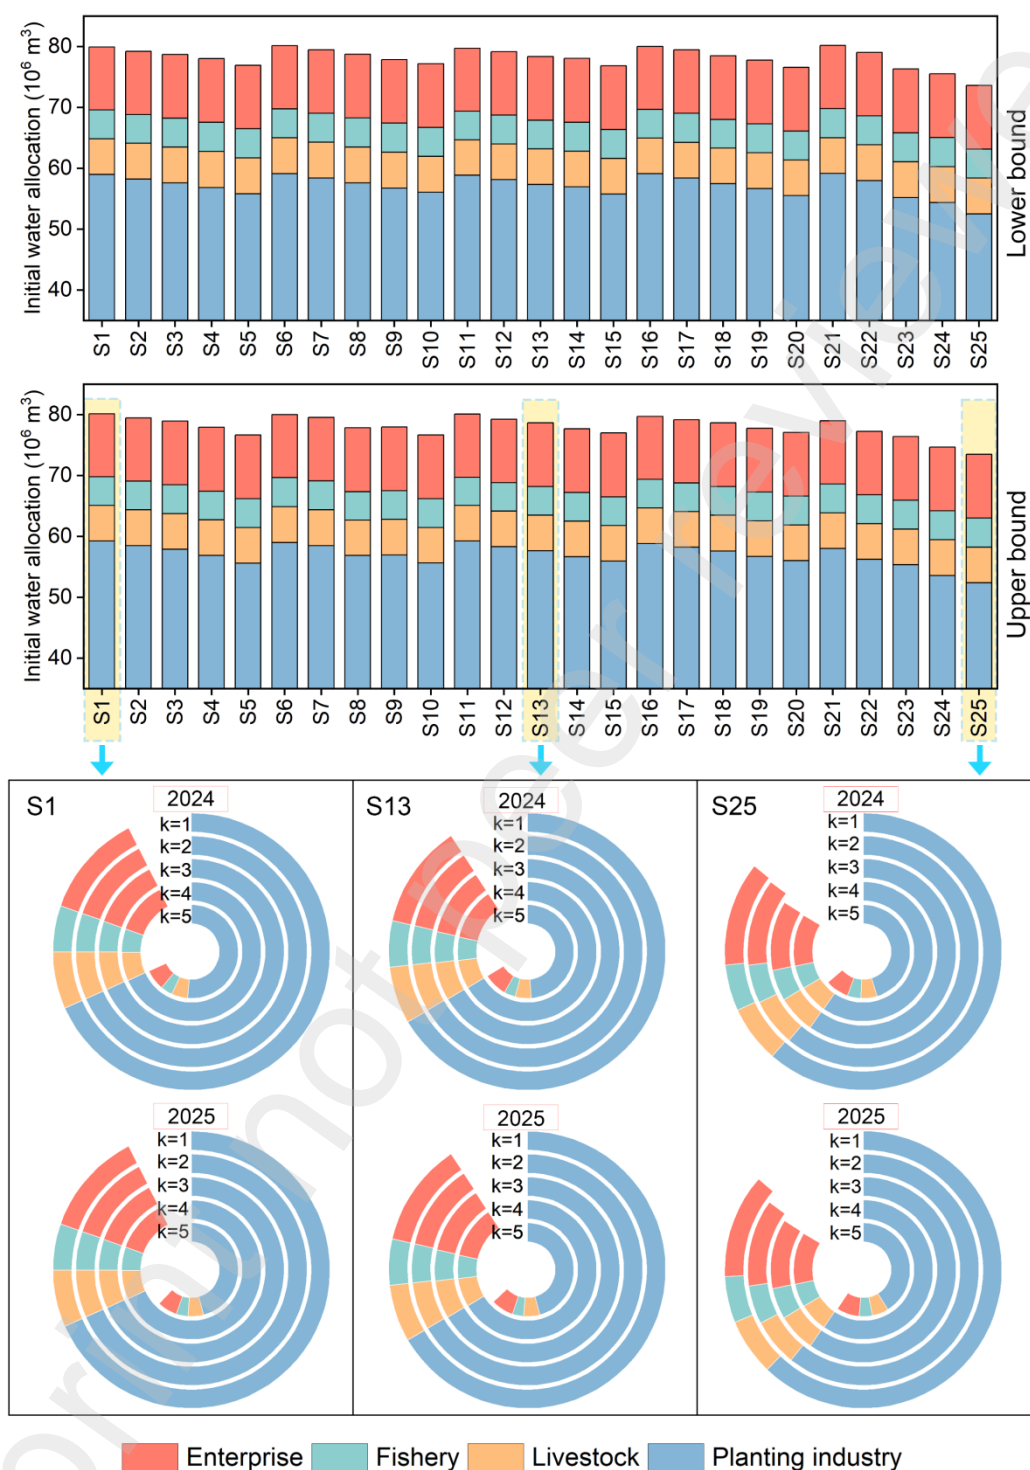 Initial water allocation (10⁶ m³)
80
70
60
50
40
S1 S2 S3 S4 S5 S6 S7 S8 S9 S10 S11 S12 S13 S14 S15 S16 S17 S18 S19 S20 S21 S22 S23 S24 S25
Lower bound
Initial water allocation (10⁶ m³)
80
70
60
50
40
S1 S2 S3 S4 S5 S6 S7 S8 S9 S10 S11 S12 S13 S14 S15 S16 S17 S18 S19 S20 S21 S22 S23 S24 S25
Upper bound
S1
2024
k=1
k=2
k=3
k=4
k=5
S13
2024
k=1
k=2
k=3
k=4
k=5
S25
2024
k=1
k=2
k=3
k=4
k=5
2025
k=1
k=2
k=3
k=4
k=5
2025
k=1
k=2
k=3
k=4
k=5
2025
k=1
k=2
k=3
k=4
k=5
Enterprise Fishery Livestock Planting industry
not peer review